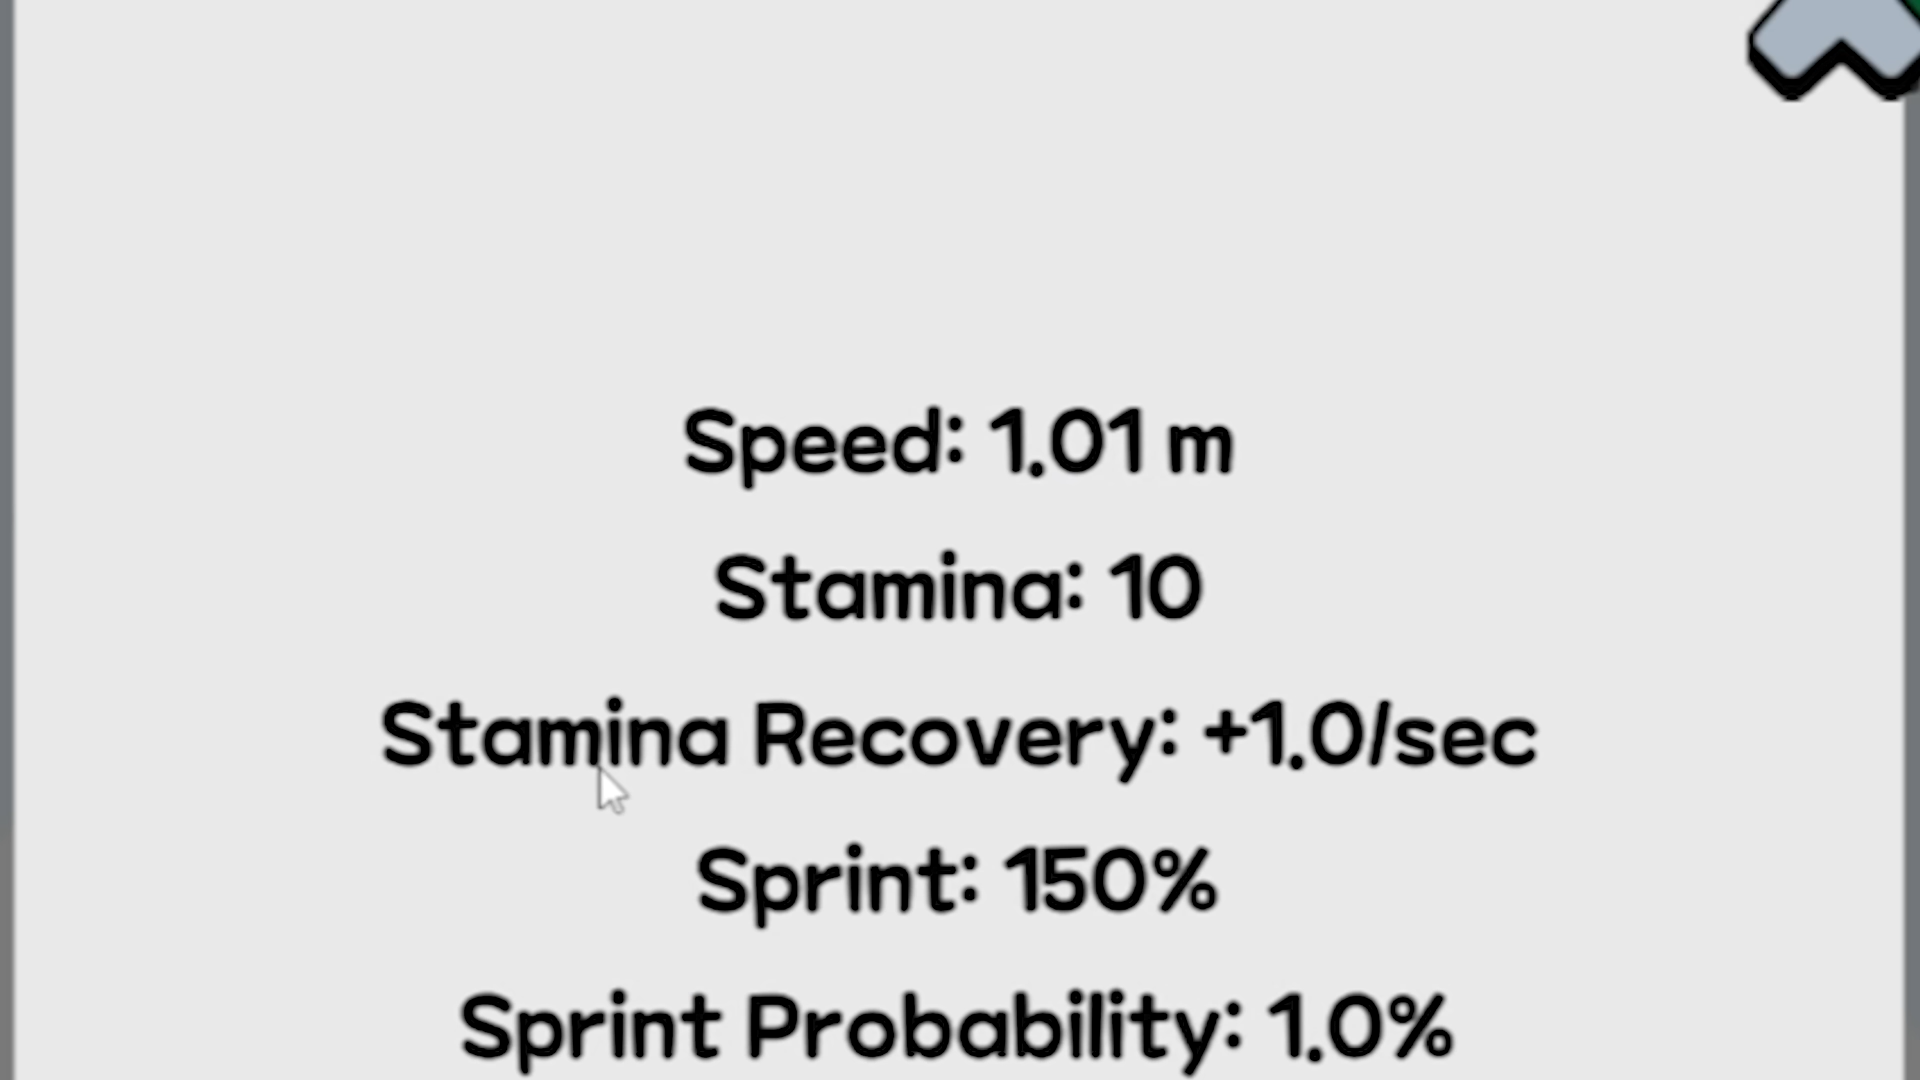 Speed: 1.01 m
Stamina: 10
Stamina Recovery: +1.0/sec
Sprint: 150%
Sprint Probability: 1.0%